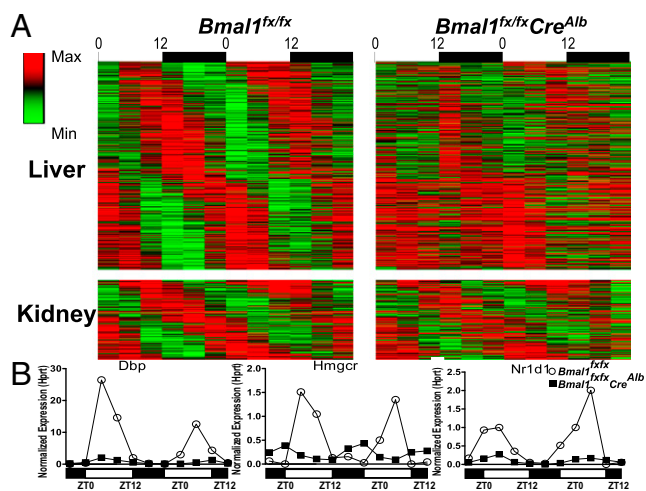 A
Bmal1fx/fx
Bmal1fx/fxCreAlb
0 12 0 12
0 12 0 12
Max
Min
Liver
Kidney
B
Dbp
Normalized Expression (Hprt)
30
20
10
0
ZT0 ZT12 ZT0 ZT12
Hmgcr
Normalized Expression (Hprt)
2.0
1.5
1.0
0.5
0.0
ZT0 ZT12 ZT0 ZT12
Nr1d1
Normalized Expression (Hprt)
2.5
2.0
1.5
1.0
0.5
0.0
ZT0 ZT12 ZT0 ZT12
Bmal1fxfx
Bmal1fxfxCreAlb